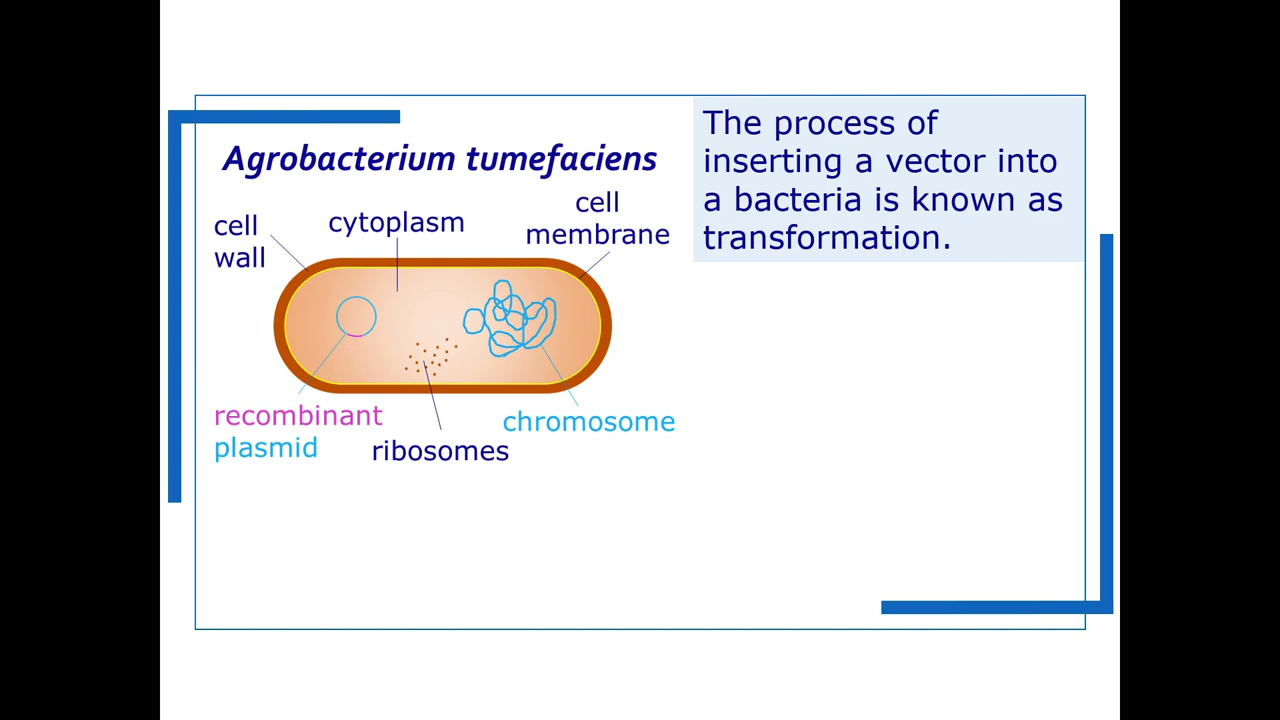 Agrobacterium tumefaciens
cell
wall
cytoplasm
cell
membrane
recombinant
plasmid
ribosomes
chromosome
The process of
inserting a vector into
a bacteria is known as
transformation.